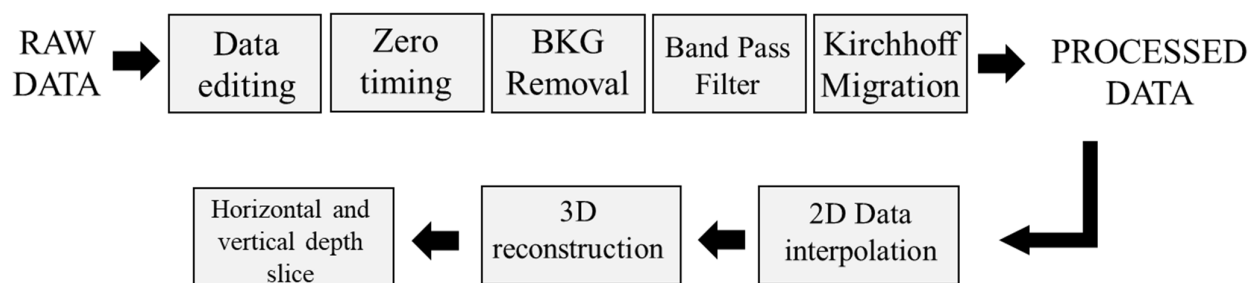 RAW
DATA
Data
editing
Zero
timing
BKG
Removal
Band Pass
Filter
Kirchhoff
Migration
PROCESSED
DATA
2D Data
interpolation
3D
reconstruction
Horizontal and
vertical depth
slice